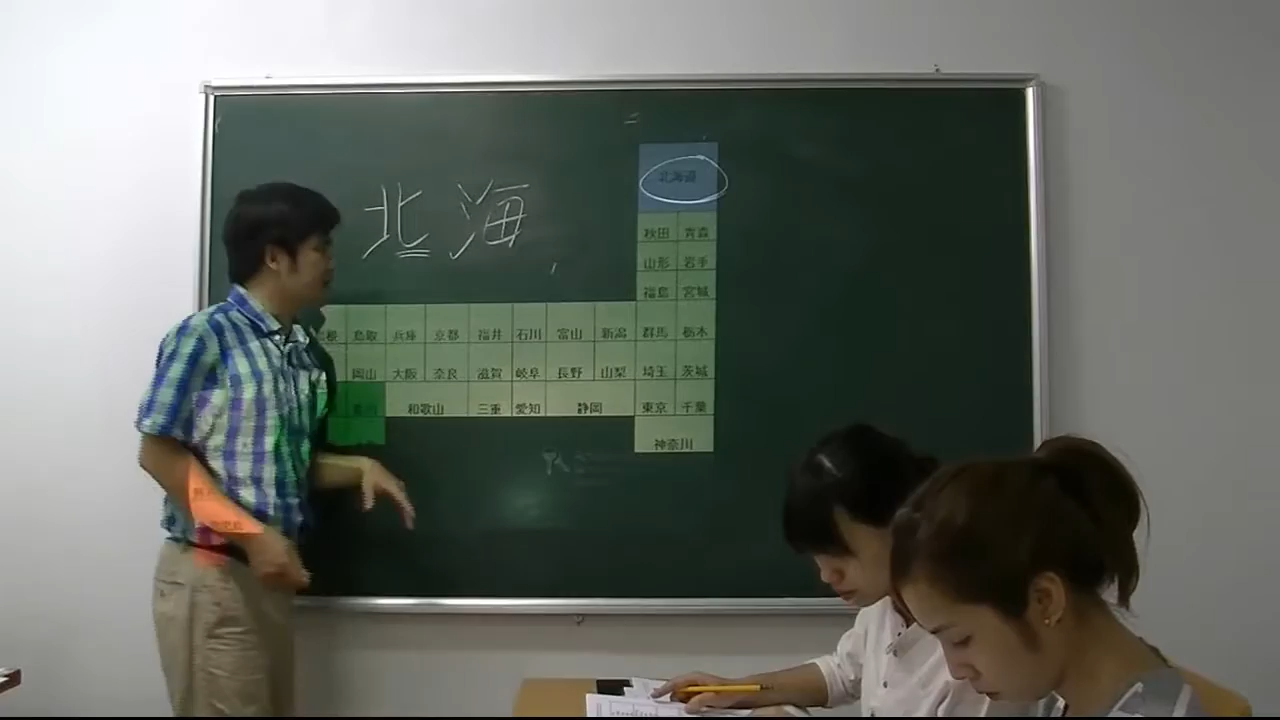 北海
北海道
秋田 青森
山形 岩手
福島 宮城
根 鳥取 兵庫 京都 福井 石川 富山 新潟 群馬 栃木
岡山 大阪 奈良 滋賀 岐阜 長野 山梨 埼玉 茨城
和歌山 三重 愛知 静岡 東京 千葉
神奈川